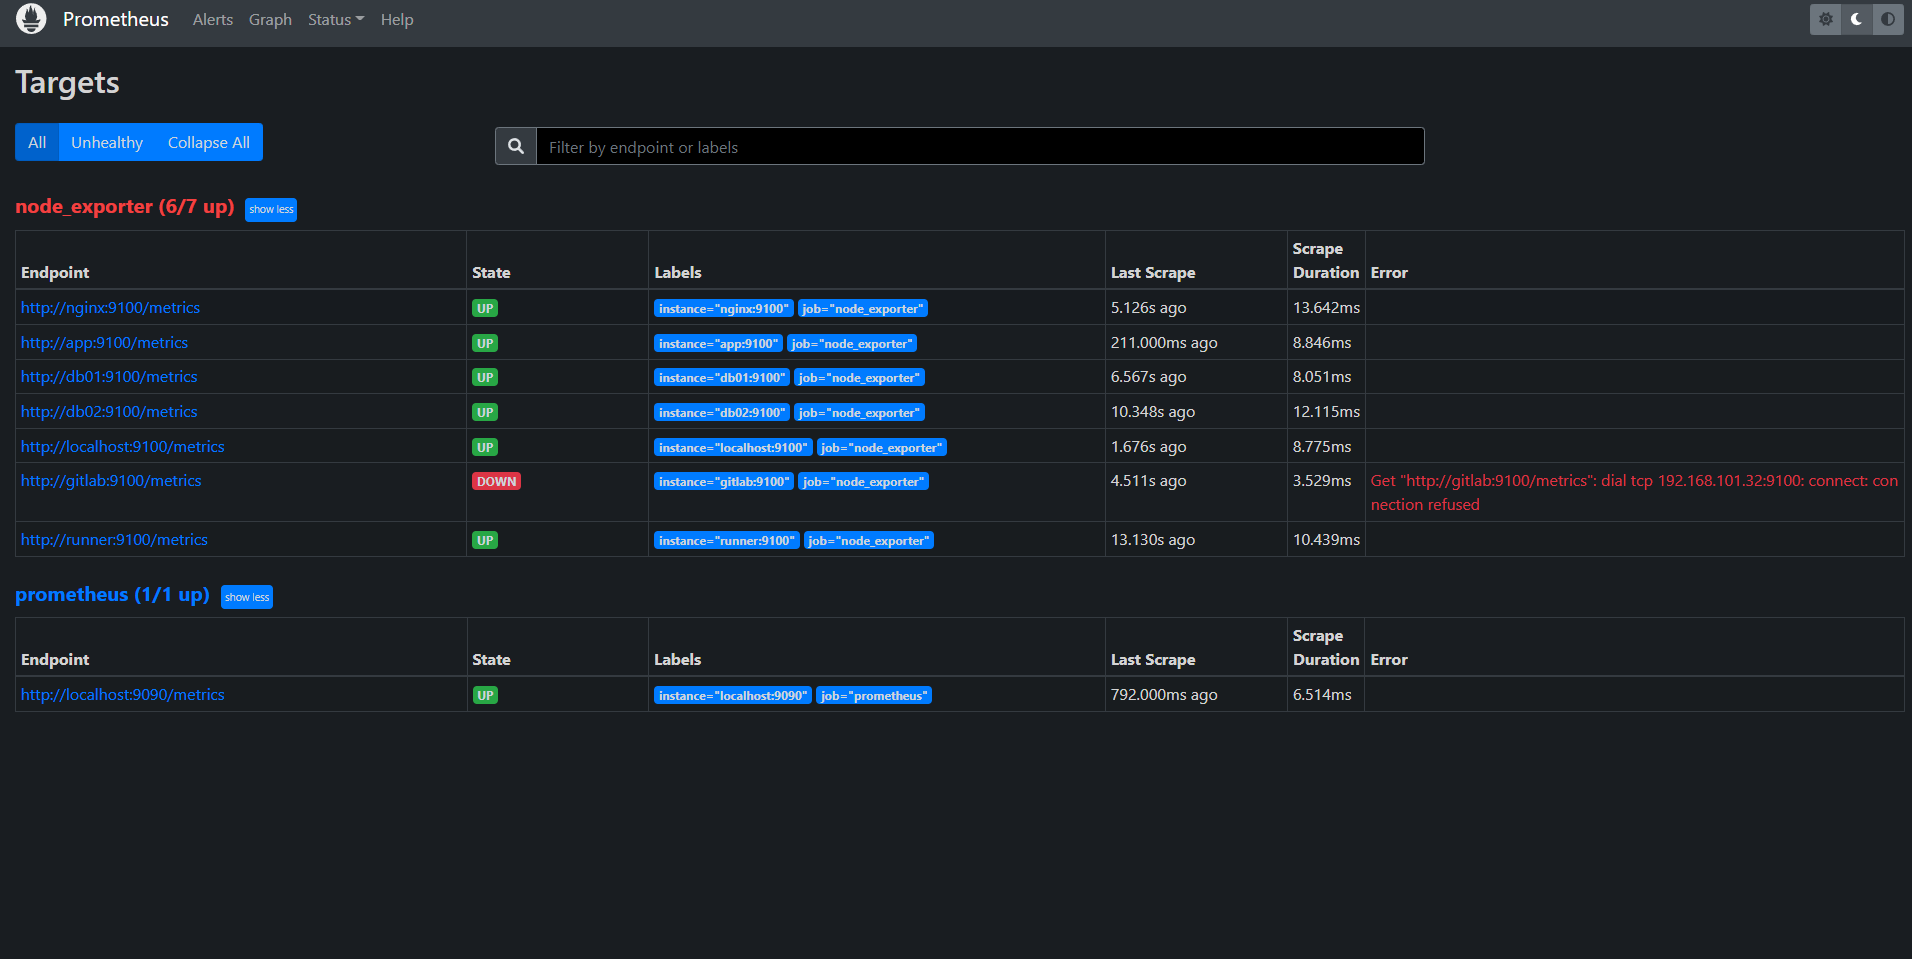 Prometheus Alerts Graph Status Help
Targets
All Unhealthy Collapse All
Filter by endpoint or labels
node_exporter (6/7 up) show less
Endpoint State Labels Last Scrape Scrape Duration Error
http://nginx:9100/metrics UP instance="nginx:9100" job="node_exporter" 5.126s ago 13.642ms
http://app:9100/metrics UP instance="app:9100" job="node_exporter" 211.000ms ago 8.846ms
http://db01:9100/metrics UP instance="db01:9100" job="node_exporter" 6.567s ago 8.051ms
http://db02:9100/metrics UP instance="db02:9100" job="node_exporter" 10.348s ago 12.115ms
http://localhost:9100/metrics UP instance="localhost:9100" job="node_exporter" 1.676s ago 8.775ms
http://gitlab:9100/metrics DOWN instance="gitlab:9100" job="node_exporter" 4.511s ago 3.529ms Get "http://gitlab:9100/metrics": dial tcp 192.168.101.32:9100: connect: con
nection refused
http://runner:9100/metrics UP instance="runner:9100" job="node_exporter" 13.130s ago 10.439ms
prometheus (1/1 up) show less
Endpoint State Labels Last Scrape Scrape Duration Error
http://localhost:9090/metrics UP instance="localhost:9090" job="prometheus" 792.000ms ago 6.514ms